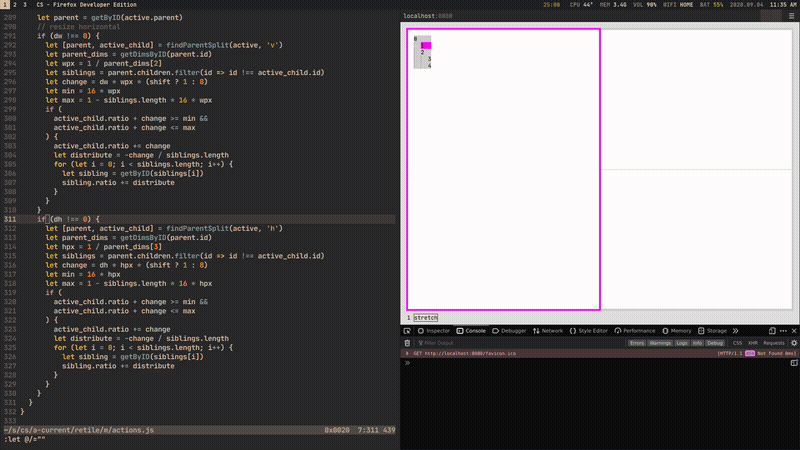 1 2 3 CS - Firefox Developer Edition
25:00 CPU 44° MEM 3.4G VOL 90% WIFI HOME BAT 55% 2020.09.04 11:35 AM
289 let parent = getByID(active.parent)
290 // resize horizontal
291 if (dw !== 0) {
292 let [parent, active_child] = findParentSplit(active, 'v')
293 let parent_dims = getDimsByID(parent.id)
294 let wpx = 1 / parent_dims[2]
295 let siblings = parent.children.filter(id => id !== active_child.id)
296 let change = dw * wpx * (shift ? 1 : 8)
297 let min = 16 * wpx
298 let max = 1 - siblings.length * 16 * wpx
299 if (
300 active_child.ratio + change >= min &&
301 active_child.ratio + change <= max
302 ) {
303 active_child.ratio += change
304 let distribute = -change / siblings.length
305 for (let i = 0; i < siblings.length; i++) {
306 let sibling = getByID(siblings[i])
307 sibling.ratio += distribute
308 }
309 }
310 }
311 if (dh !== 0) {
312 let [parent, active_child] = findParentSplit(active, 'h')
313 let parent_dims = getDimsByID(parent.id)
314 let hpx = 1 / parent_dims[3]
315 let siblings = parent.children.filter(id => id !== active_child.id)
316 let change = dh * hpx * (shift ? 1 : 8)
317 let min = 16 * hpx
318 let max = 1 - siblings.length * 16 * hpx
319 if (
320 active_child.ratio + change >= min &&
321 active_child.ratio + change <= max
322 ) {
323 active_child.ratio += change
324 let distribute = -change / siblings.length
325 for (let i = 0; i < siblings.length; i++) {
326 let sibling = getByID(siblings[i])
327 sibling.ratio += distribute
328 }
329 }
330 }
331 }
332 }
333
~/s/cs/a-current/retile/m/actions.js 0x0020 7:311 439
:let @/=""
localhost:8080
0
1
2
3
4
1 stretch
Inspector Console Debugger Network Style Editor Performance Memory Storage
Filter Output Errors Warnings Logs Info Debug CSS XHR Requests
GET http://localhost:8080/favicon.ico [HTTP/1.1 Not Found 0ms]